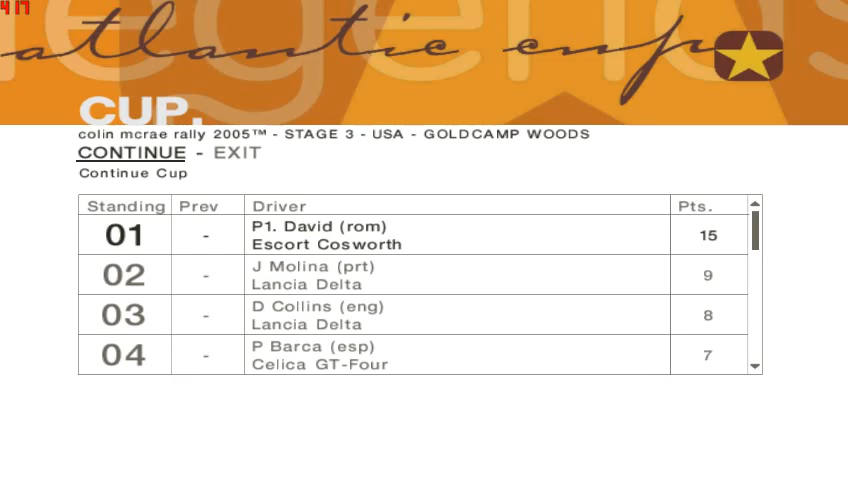 417
legends
atlantic cup
CUP.
colin mcrae rally 2005™ - STAGE 3 - USA - GOLDCAMP WOODS
CONTINUE - EXIT
Continue Cup
Standing Prev Driver Pts.
01 - P1. David (rom) 15
Escort Cosworth
02 - J Molina (prt) 9
Lancia Delta
03 - D Collins (eng) 8
Lancia Delta
04 - P Barca (esp) 7
Celica GT-Four